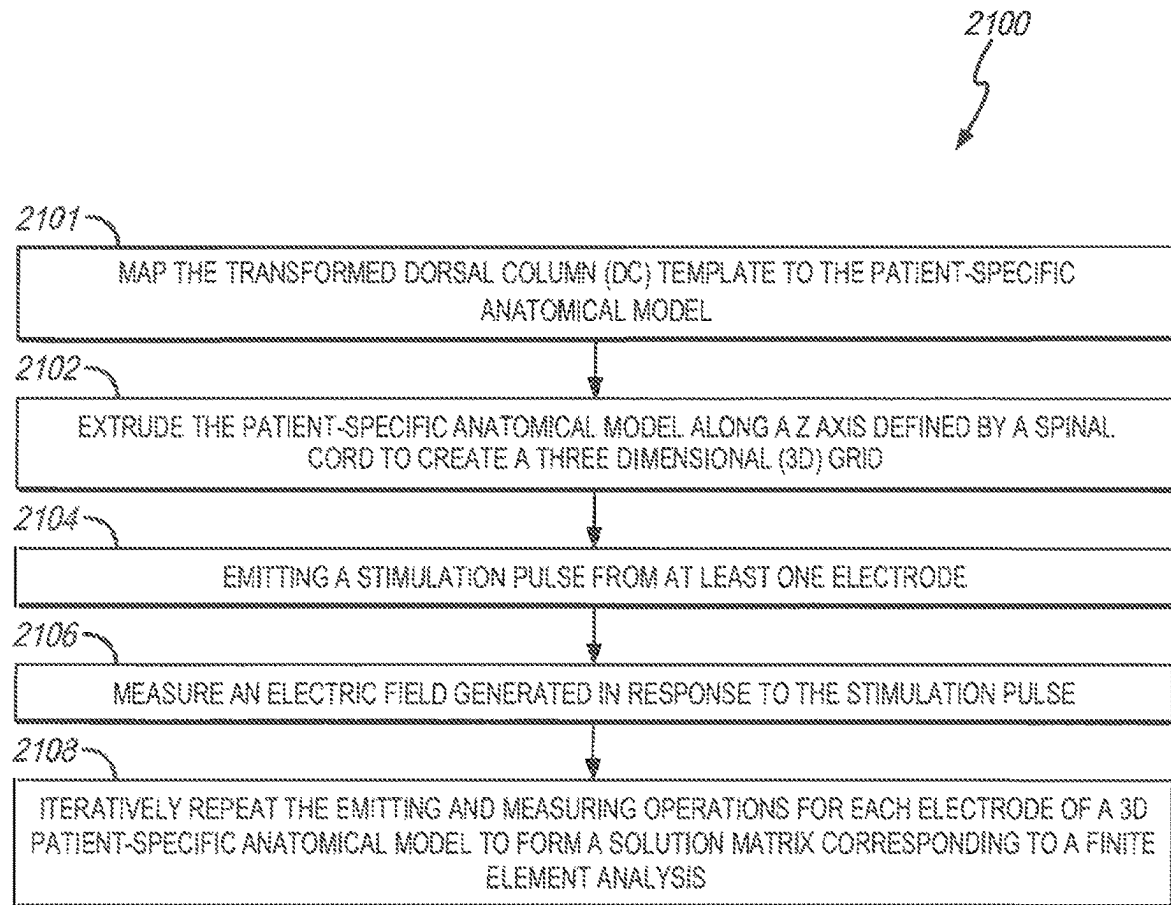 2100
2101
MAP THE TRANSFORMED DORSAL COLUMN (DC) TEMPLATE TO THE PATIENT-SPECIFIC
ANATOMICAL MODEL
2102
EXTRUDE THE PATIENT-SPECIFIC ANATOMICAL MODEL ALONG A Z AXIS DEFINED BY A SPINAL
CORD TO CREATE A THREE DIMENSIONAL (3D) GRID
2104
EMITTING A STIMULATION PULSE FROM AT LEAST ONE ELECTRODE
2106
MEASURE AN ELECTRIC FIELD GENERATED IN RESPONSE TO THE STIMULATION PULSE
2108
ITERATIVELY REPEAT THE EMITTING AND MEASURING OPERATIONS FOR EACH ELECTRODE OF A 3D
PATIENT-SPECIFIC ANATOMICAL MODEL TO FORM A SOLUTION MATRIX CORRESPONDING TO A FINITE
ELEMENT ANALYSIS